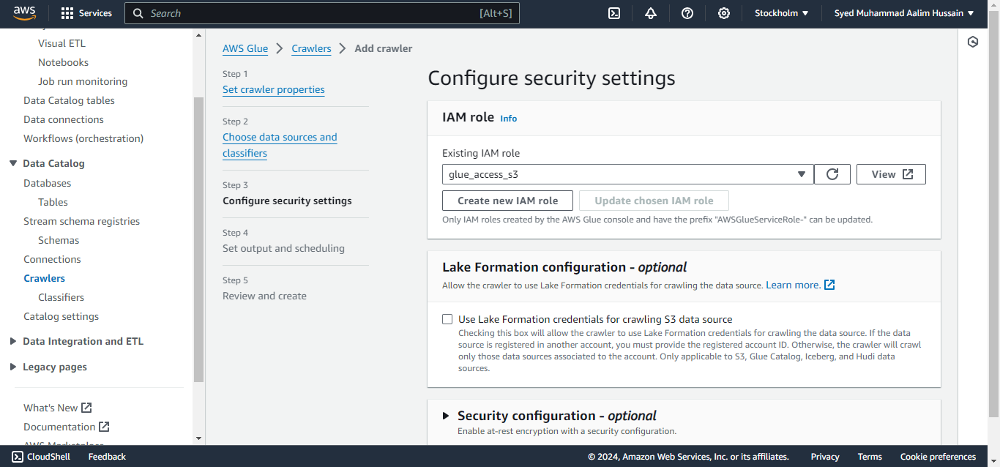 aws
Services
Search
[Alt+S]
Stockholm
Syed Muhammad Aalim Hussain
Visual ETL
Notebooks
Job run monitoring
Data Catalog tables
Data connections
Workflows (orchestration)
Data Catalog
Databases
Tables
Stream schema registries
Schemas
Connections
Crawlers
Classifiers
Catalog settings
Data Integration and ETL
Legacy pages
What's New
Documentation
AWS Marketplace
AWS Glue
Crawlers
Add crawler
Step 1
Set crawler properties
Step 2
Choose data sources and
classifiers
Step 3
Configure security settings
Step 4
Set output and scheduling
Step 5
Review and create
Configure security settings
IAM role Info
Existing IAM role
glue_access_s3
View
Create new IAM role
Update chosen IAM role
Only IAM roles created by the AWS Glue console and have the prefix "AWSGlueServiceRole-" can be updated.
Lake Formation configuration - optional
Allow the crawler to use Lake Formation credentials for crawling the data source. Learn more.
Use Lake Formation credentials for crawling S3 data source
Checking this box will allow the crawler to use Lake Formation credentials for crawling the data source. If the data
source is registered in another account, you must provide the registered account ID. Otherwise, the crawler will crawl
only those data sources associated to the account. Only applicable to S3, Glue Catalog, Iceberg, and Hudi data
sources.
Security configuration - optional
Enable at-rest encryption with a security configuration.
CloudShell
Feedback
© 2024, Amazon Web Services, Inc. or its affiliates.
Privacy
Terms
Cookie preferences